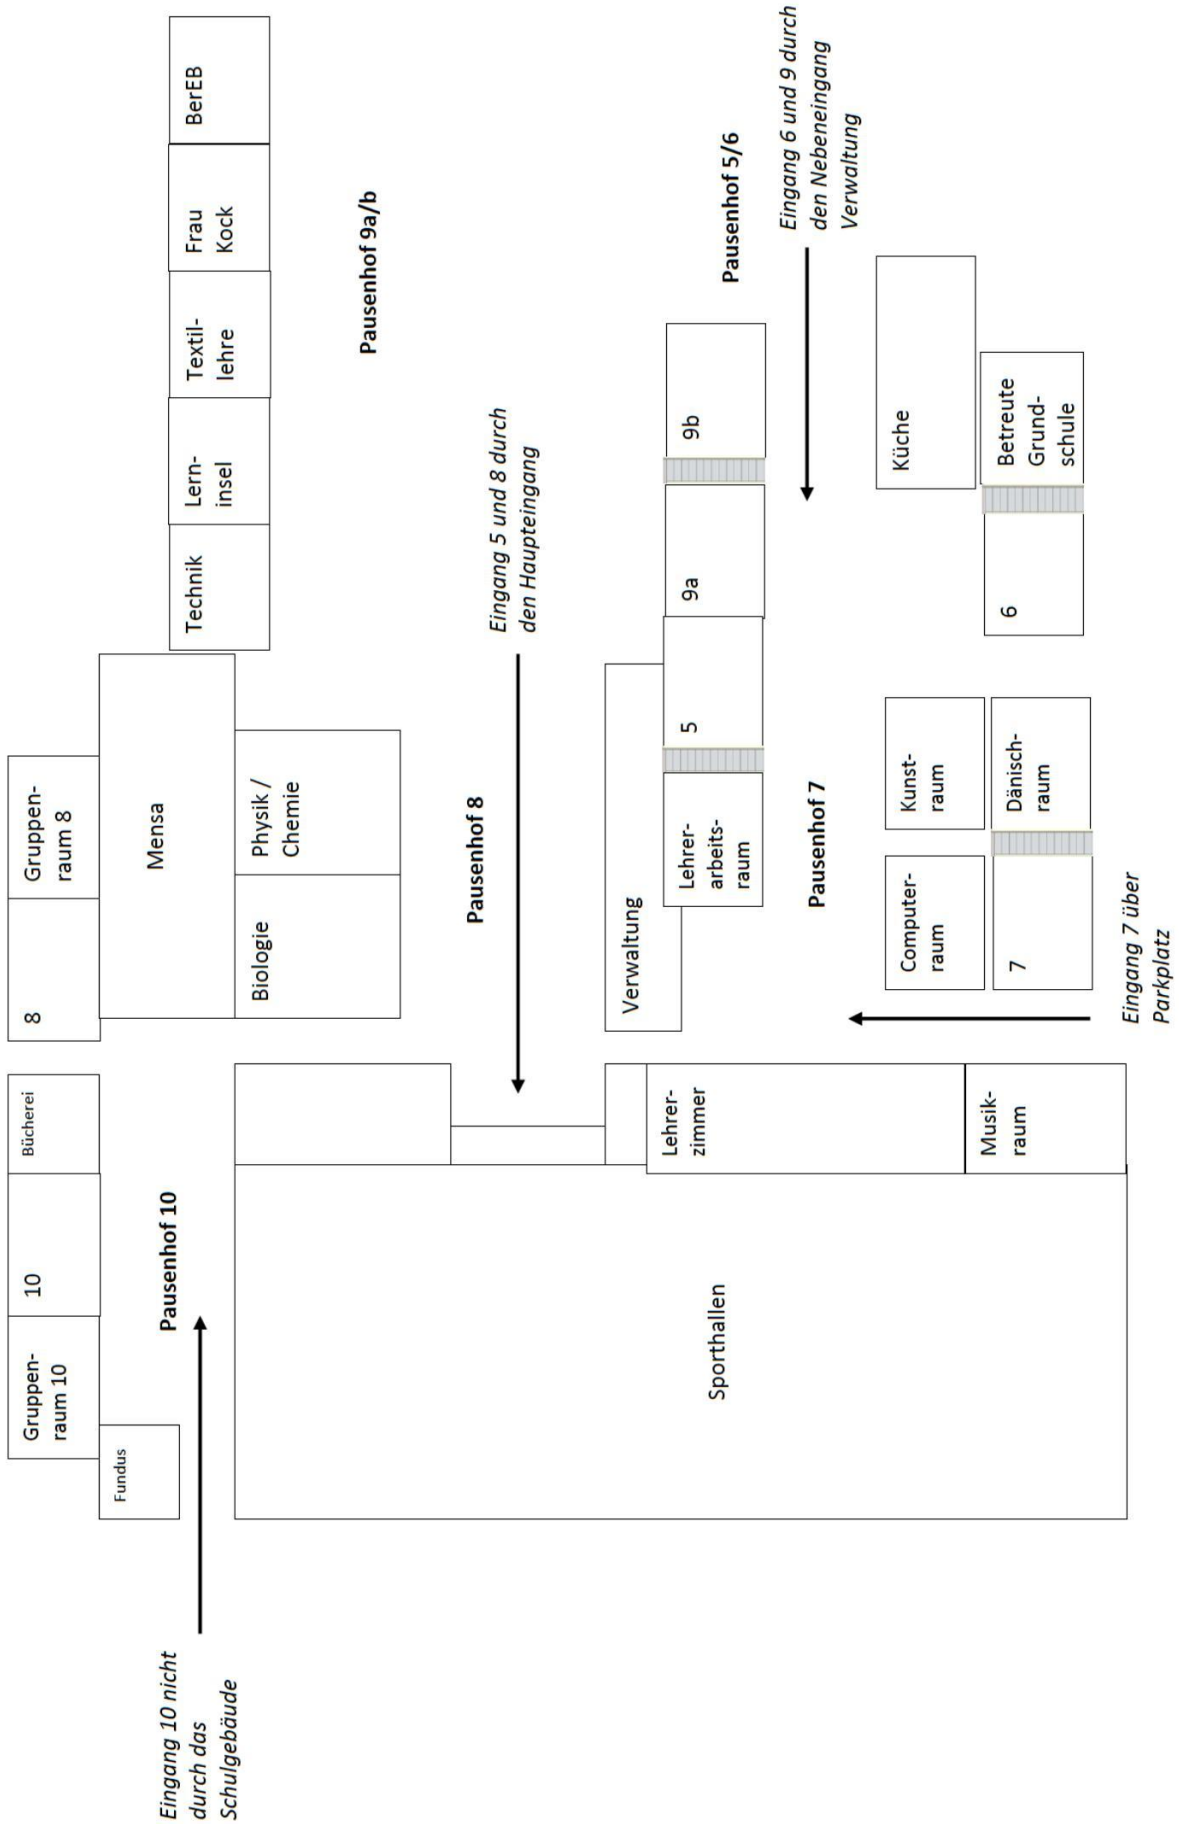 Gruppen-
raum 10
10
Bücherei
8
Gruppen-
raum 8
Fundus
Mensa
Eingang 10 nicht
durch das
Schulgebäude
Pausenhof 10
Technik
Lern-
insel
Textil-
lehre
Frau
Kock
BerEB
Biologie
Physik /
Chemie
Pausenhof 9a/b
Pausenhof 8
Eingang 5 und 8 durch
den Haupteingang
Verwaltung
Lehrer-
zimmer
Lehrer-
arbeits-
raum
5
9a
9b
Sporthallen
Pausenhof 5/6
Pausenhof 7
Eingang 6 und 9 durch
den Nebeneingang
Verwaltung
Computer-
raum
Kunst-
raum
Küche
Musik-
raum
7
Dänisch-
raum
6
Betreute
Grund-
schule
Eingang 7 über
Parkplatz